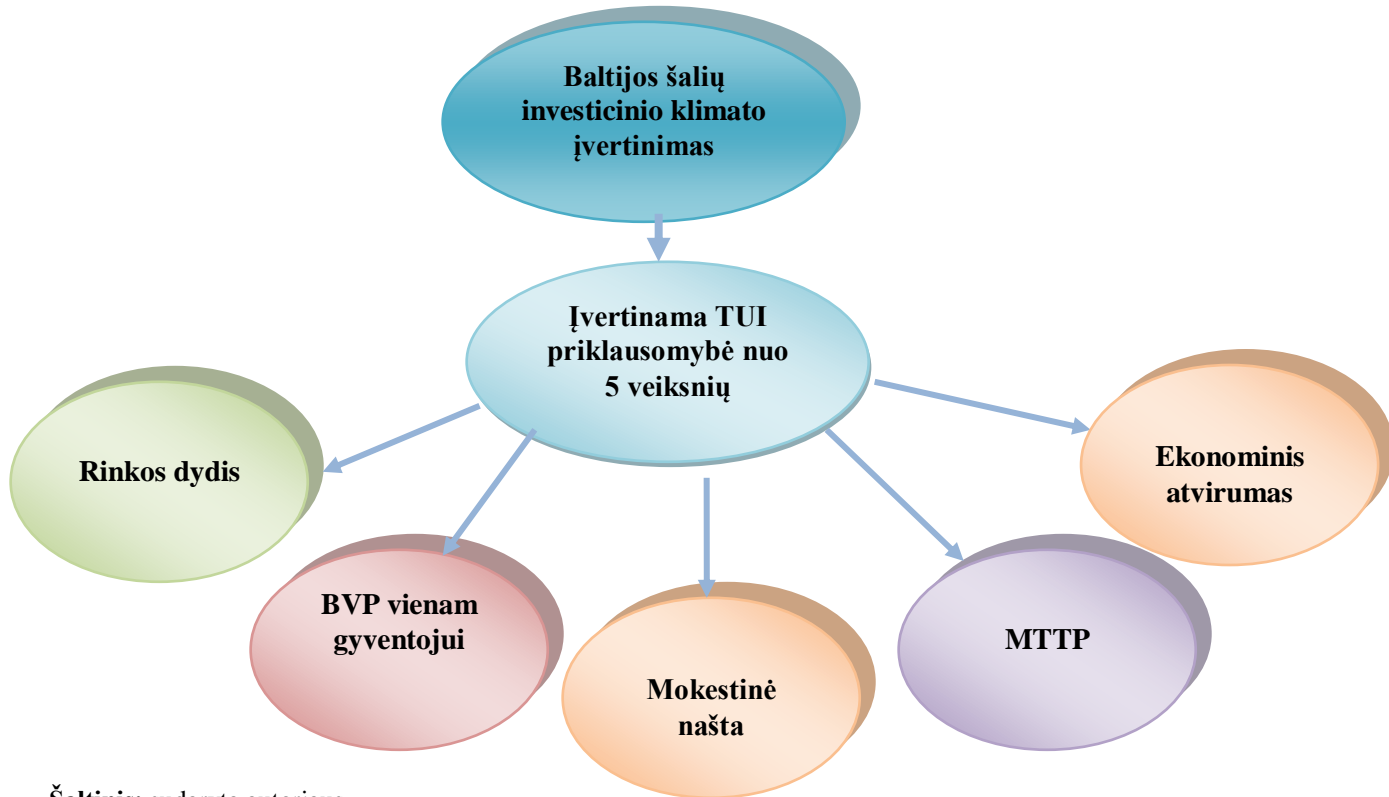 Baltijos šalių
investicinio klimato
įvertinimas
Įvertinama TUI
priklausomybė nuo
5 veiksnių
Rinkos dydis
BVP vienam
gyventojui
Mokestinė
našta
MTTP
Ekonominis
atvirumas